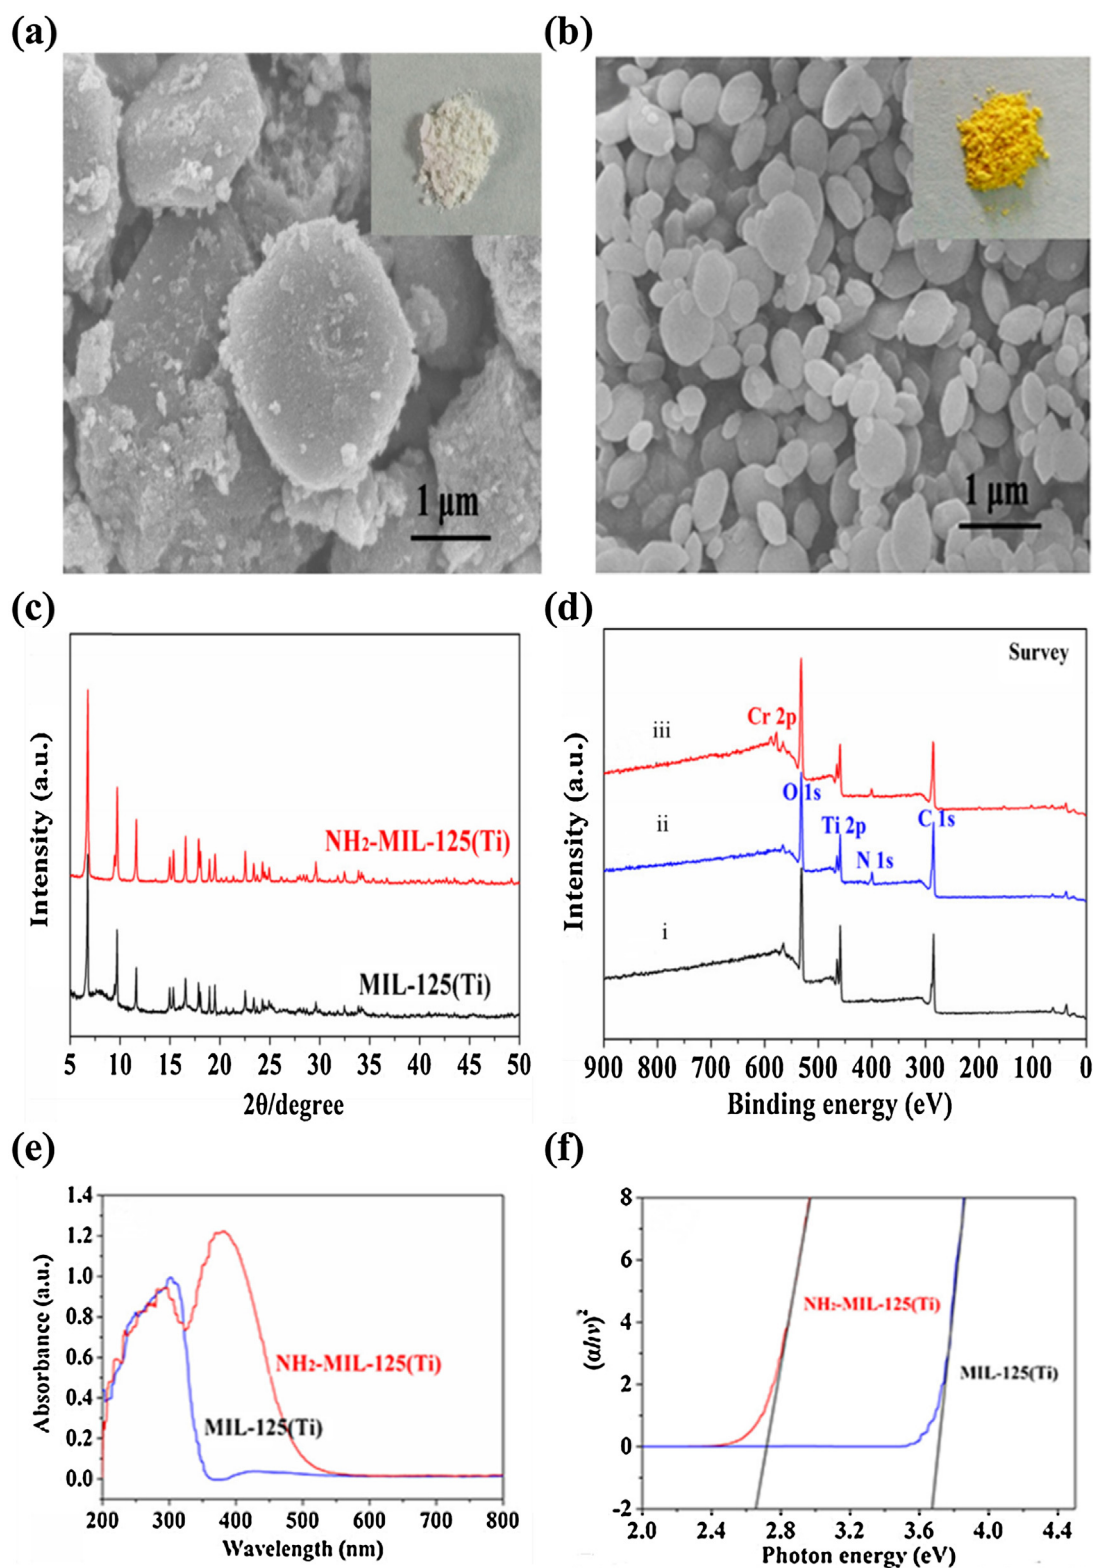 (a)
(b)
1 μm
1 μm
(c)
(d)
Intensity (a.u.)
NH2-MIL-125(Ti)
MIL-125(Ti)
5 10 15 20 25 30 35 40 45 50
2θ/degree
Intensity (a.u.)
Survey
iii
Cr 2p
O 1s
ii
Ti 2p
C 1s
N 1s
i
900 800 700 600 500 400 300 200 100 0
Binding energy (eV)
(e)
(f)
Absorbance (a.u.)
1.4
1.2
1.0
0.8
0.6
0.4
0.2
0.0
NH2-MIL-125(Ti)
MIL-125(Ti)
200 300 400 500 600 700 800
Wavelength (nm)
(αhν)2
8
6
4
2
0
-2
NH2-MIL-125(Ti)
MIL-125(Ti)
2.0 2.4 2.8 3.2 3.6 4.0 4.4
Photon energy (eV)